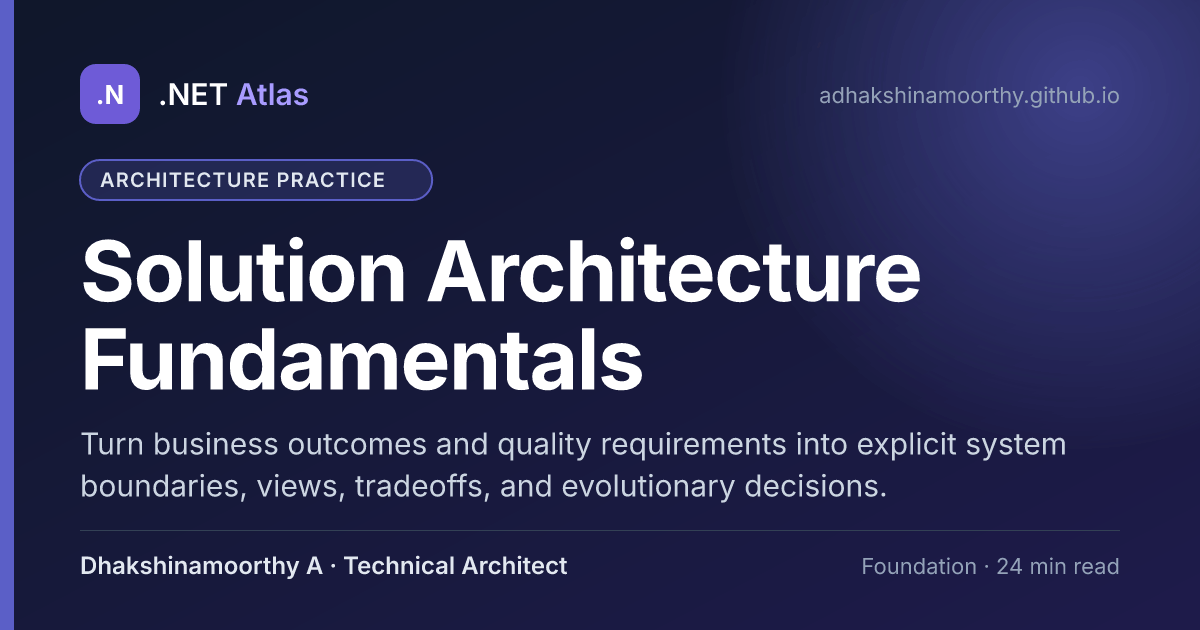 .N .NET Atlas
adhakshinamoorthy.github.io
ARCHITECTURE PRACTICE
Solution Architecture
Fundamentals
Turn business outcomes and quality requirements into explicit system
boundaries, views, tradeoffs, and evolutionary decisions.
Dhakshinamoorthy A · Technical Architect
Foundation · 24 min read